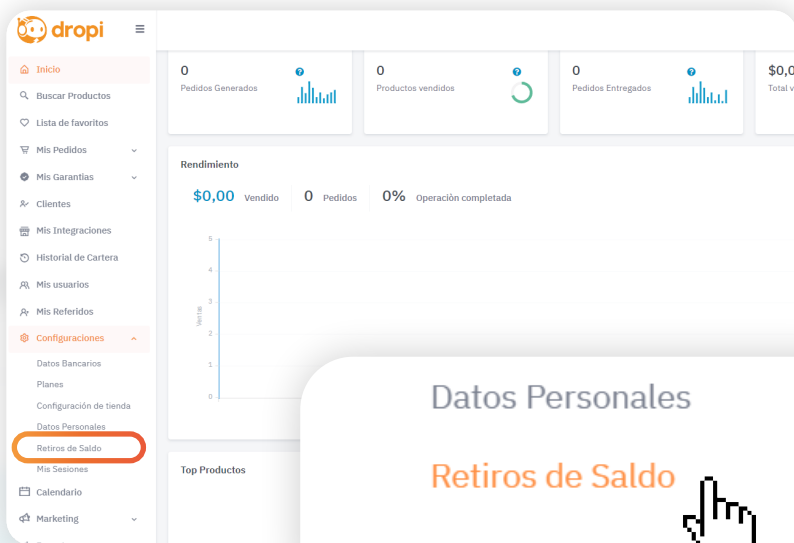 dropi
Inicio
Buscar Productos
Lista de favoritos
Mis Pedidos
Mis Garantias
Clientes
Mis Integraciones
Historial de Cartera
Mis usuarios
Mis Referidos
Configuraciones
Datos Bancarios
Planes
Configuración de tienda
Datos Personales
Retiros de Saldo
Mis Sesiones
Calendario
Marketing
0
Pedidos Generados
0
Productos vendidos
0
Pedidos Entregados
$0,0
Total v
Rendimiento
$0,00 Vendido 0 Pedidos 0% Operaciòn completada
5
4
3
2
1
0
Ventas
Top Productos
Datos Personales
Retiros de Saldo